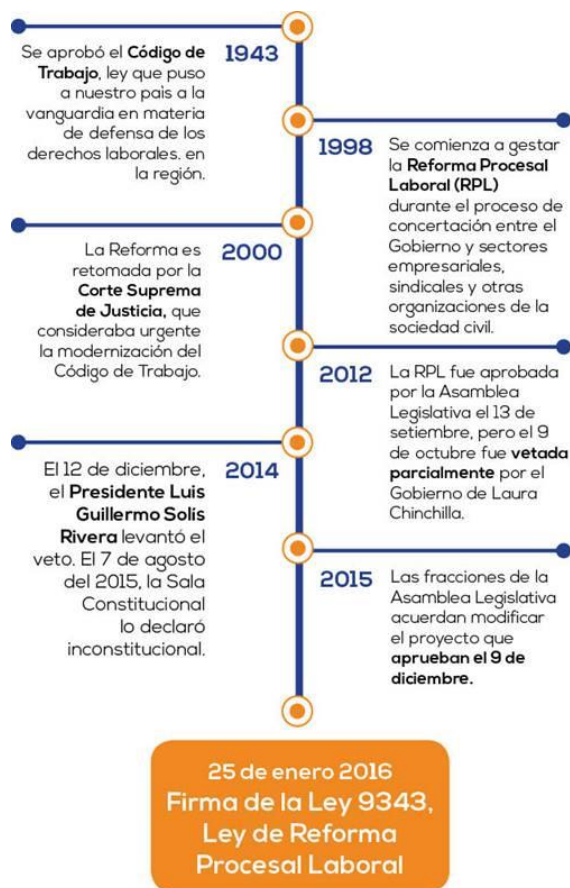 1943
Se aprobó el Código de
Trabajo, ley que puso
a nuestro pais a la
vanguardia en materia
de defensa de los
derechos laborales. en
la región.
1998
Se comienza a gestar
la Reforma Procesal
Laboral (RPL)
durante el proceso de
concertación entre el
Gobierno y sectores
empresariales,
sindicales y otras
organizaciones de la
sociedad civil.
2000
La Reforma es
retomada por la
Corte Suprema
de Justicia, que
consideraba urgente
la modernización del
Código de Trabajo.
2012
La RPL fue aprobada
por la Asamblea
Legislativa el 13 de
setiembre, pero el 9
de octubre fue vetada
parcialmente por el
Gobierno de Laura
Chinchilla.
2014
El 12 de diciembre,
el Presidente Luis
Guillermo Solis
Rivera levantó el
veto. El 7 de agosto
del 2015, la Sala
Constitucional
lo declaró
inconstitucional.
2015
Las fracciones de la
Asamblea Legislativa
acuerdan modificar
el proyecto que
aprueban el 9 de
diciembre.
25 de enero 2016
Firma de la Ley 9343,
Ley de Reforma
Procesal Laboral